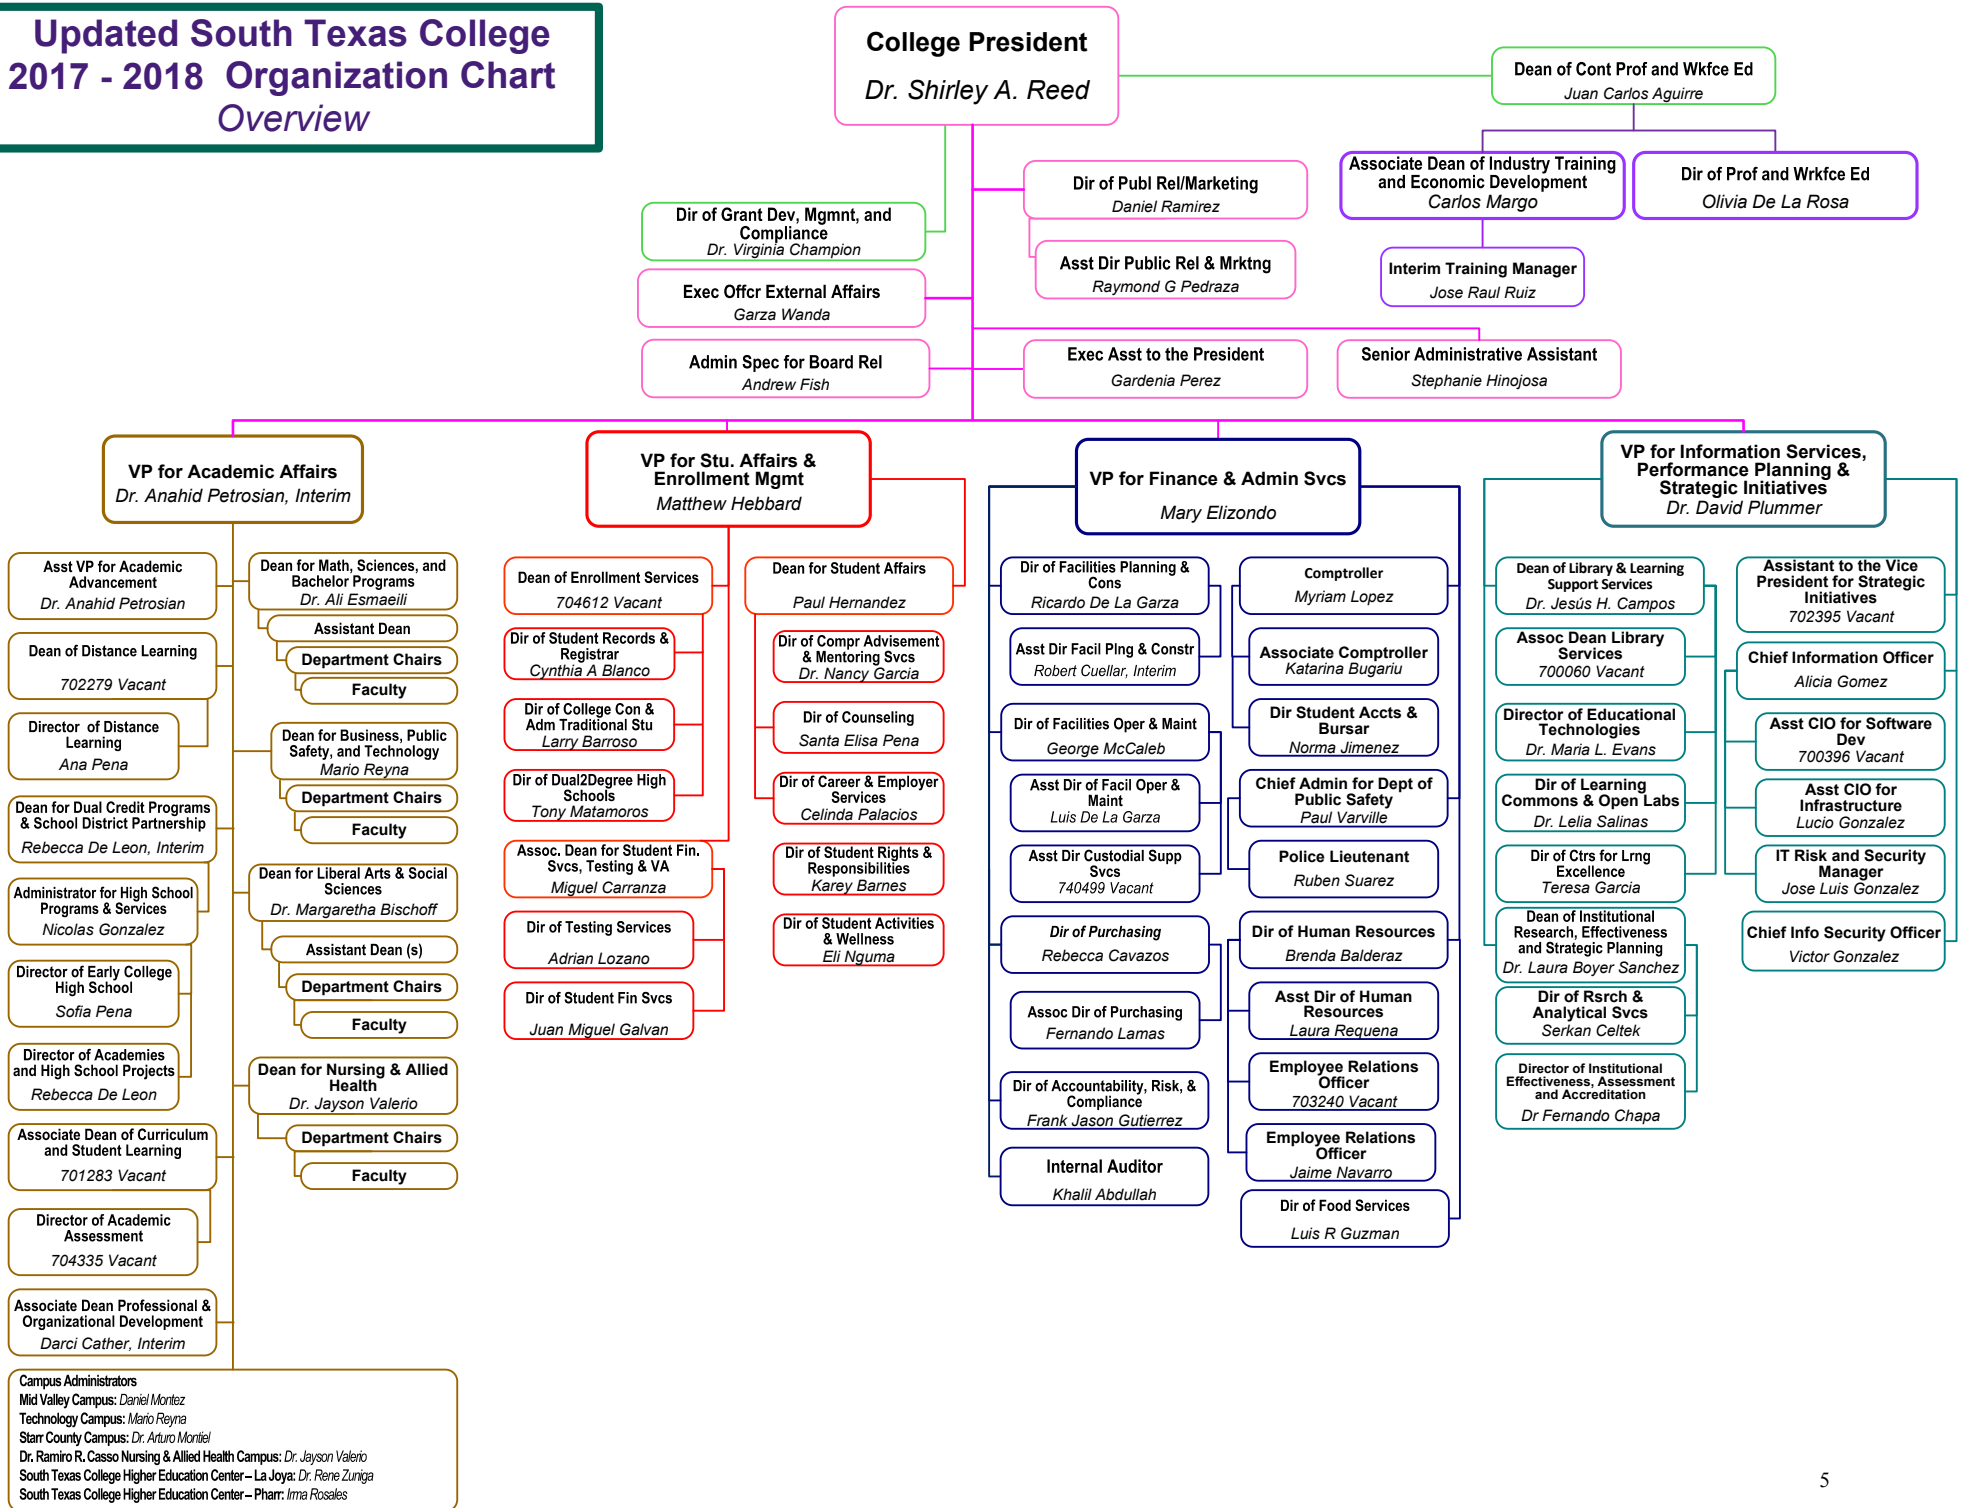 Updated South Texas College
2017 - 2018 Organization Chart
Overview
College President
Dr. Shirley A. Reed
Dean of Cont Prof and Wkfce Ed
Juan Carlos Aguirre
Associate Dean of Industry Training
and Economic Development
Carlos Margo
Dir of Prof and Wrkfce Ed
Olivia De La Rosa
Interim Training Manager
Jose Raul Ruiz
Dir of Publ Rel/Marketing
Daniel Ramirez
Asst Dir Public Rel & Mrktng
Raymond G Pedraza
Dir of Grant Dev, Mgmnt, and
Compliance
Dr. Virginia Champion
Exec Offcr External Affairs
Garza Wanda
Admin Spec for Board Rel
Andrew Fish
Exec Asst to the President
Gardenia Perez
Senior Administrative Assistant
Stephanie Hinojosa
VP for Academic Affairs
Dr. Anahid Petrosian, Interim
Asst VP for Academic
Advancement
Dr. Anahid Petrosian
Dean of Distance Learning
702279 Vacant
Director of Distance
Learning
Ana Pena
Dean for Dual Credit Programs
& School District Partnership
Rebecca De Leon, Interim
Administrator for High School
Programs & Services
Nicolas Gonzalez
Director of Early College
High School
Sofia Pena
Director of Academies
and High School Projects
Rebecca De Leon
Associate Dean of Curriculum
and Student Learning
701283 Vacant
Director of Academic
Assessment
704335 Vacant
Associate Dean Professional &
Organizational Development
Darci Cather, Interim
Dean for Math, Sciences, and
Bachelor Programs
Dr. Ali Esmaeili
Assistant Dean
Department Chairs
Faculty
Dean for Business, Public
Safety, and Technology
Mario Reyna
Department Chairs
Faculty
Dean for Liberal Arts & Social
Sciences
Dr. Margaretha Bischoff
Assistant Dean (s)
Department Chairs
Faculty
Dean for Nursing & Allied
Health
Dr. Jayson Valerio
Department Chairs
Faculty
Campus Administrators
Mid Valley Campus: Daniel Montez
Technology Campus: Mario Reyna
Starr County Campus: Dr. Arturo Montiel
Dr. Ramiro R. Casso Nursing & Allied Health Campus: Dr. Jayson Valerio
South Texas College Higher Education Center – La Joya: Dr. Rene Zuniga
South Texas College Higher Education Center – Pharr: Irma Rosales
VP for Stu. Affairs &
Enrollment Mgmt
Matthew Hebbard
Dean of Enrollment Services
704612 Vacant
Dir of Student Records &
Registrar
Cynthia A Blanco
Dir of College Con &
Adm Traditional Stu
Larry Barroso
Dir of Dual2Degree High
Schools
Tony Matamoros
Assoc. Dean for Student Fin.
Svcs, Testing & VA
Miguel Carranza
Dir of Testing Services
Adrian Lozano
Dir of Student Fin Svcs
Juan Miguel Galvan
Dean for Student Affairs
Paul Hernandez
Dir of Compr Advisement
& Mentoring Svcs
Dr. Nancy Garcia
Dir of Counseling
Santa Elisa Pena
Dir of Career & Employer
Services
Celinda Palacios
Dir of Student Rights &
Responsibilities
Karey Barnes
Dir of Student Activities
& Wellness
Eli Nguma
VP for Finance & Admin Svcs
Mary Elizondo
Dir of Facilities Planning &
Cons
Ricardo De La Garza
Asst Dir Facil Plng & Constr
Robert Cuellar, Interim
Dir of Facilities Oper & Maint
George McCaleb
Asst Dir of Facil Oper &
Maint
Luis De La Garza
Asst Dir Custodial Supp
Svcs
740499 Vacant
Dir of Purchasing
Rebecca Cavazos
Assoc Dir of Purchasing
Fernando Lamas
Dir of Accountability, Risk, &
Compliance
Frank Jason Gutierrez
Internal Auditor
Khalil Abdullah
Comptroller
Myriam Lopez
Associate Comptroller
Katarina Bugariu
Dir Student Accts &
Bursar
Norma Jimenez
Chief Admin for Dept of
Public Safety
Paul Varville
Police Lieutenant
Ruben Suarez
Dir of Human Resources
Brenda Balderaz
Asst Dir of Human
Resources
Laura Requena
Employee Relations
Officer
703240 Vacant
Employee Relations
Officer
Jaime Navarro
Dir of Food Services
Luis R Guzman
VP for Information Services,
Performance Planning &
Strategic Initiatives
Dr. David Plummer
Dean of Library & Learning
Support Services
Dr. Jesús H. Campos
Assoc Dean Library
Services
700060 Vacant
Director of Educational
Technologies
Dr. Maria L. Evans
Dir of Learning
Commons & Open Labs
Dr. Lelia Salinas
Dir of Ctrs for Lrng
Excellence
Teresa Garcia
Dean of Institutional
Research, Effectiveness
and Strategic Planning
Dr. Laura Boyer Sanchez
Dir of Rsrch &
Analytical Svcs
Serkan Celtek
Director of Institutional
Effectiveness, Assessment
and Accreditation
Dr Fernando Chapa
Assistant to the Vice
President for Strategic
Initiatives
702395 Vacant
Chief Information Officer
Alicia Gomez
Asst CIO for Software
Dev
700396 Vacant
Asst CIO for
Infrastructure
Lucio Gonzalez
IT Risk and Security
Manager
Jose Luis Gonzalez
Chief Info Security Officer
Victor Gonzalez
5